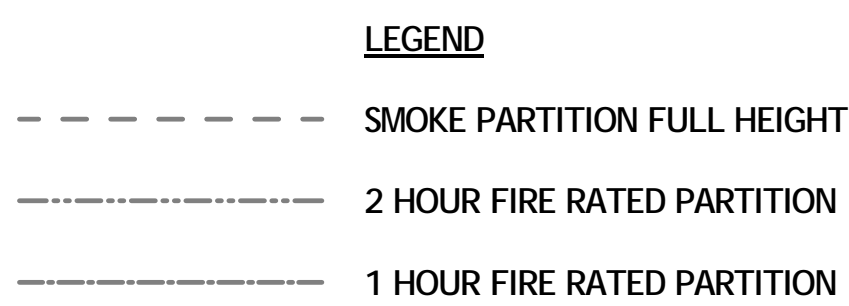 LEGEND
SMOKE PARTITION FULL HEIGHT
2 HOUR FIRE RATED PARTITION
1 HOUR FIRE RATED PARTITION